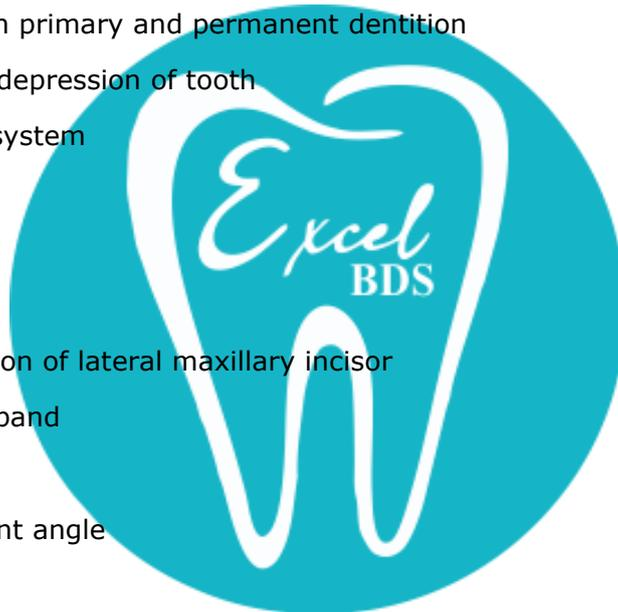 n primary and permanent dentition
depression of tooth
system
Excel
BDS
on of lateral maxillary incisor
band
nt angle